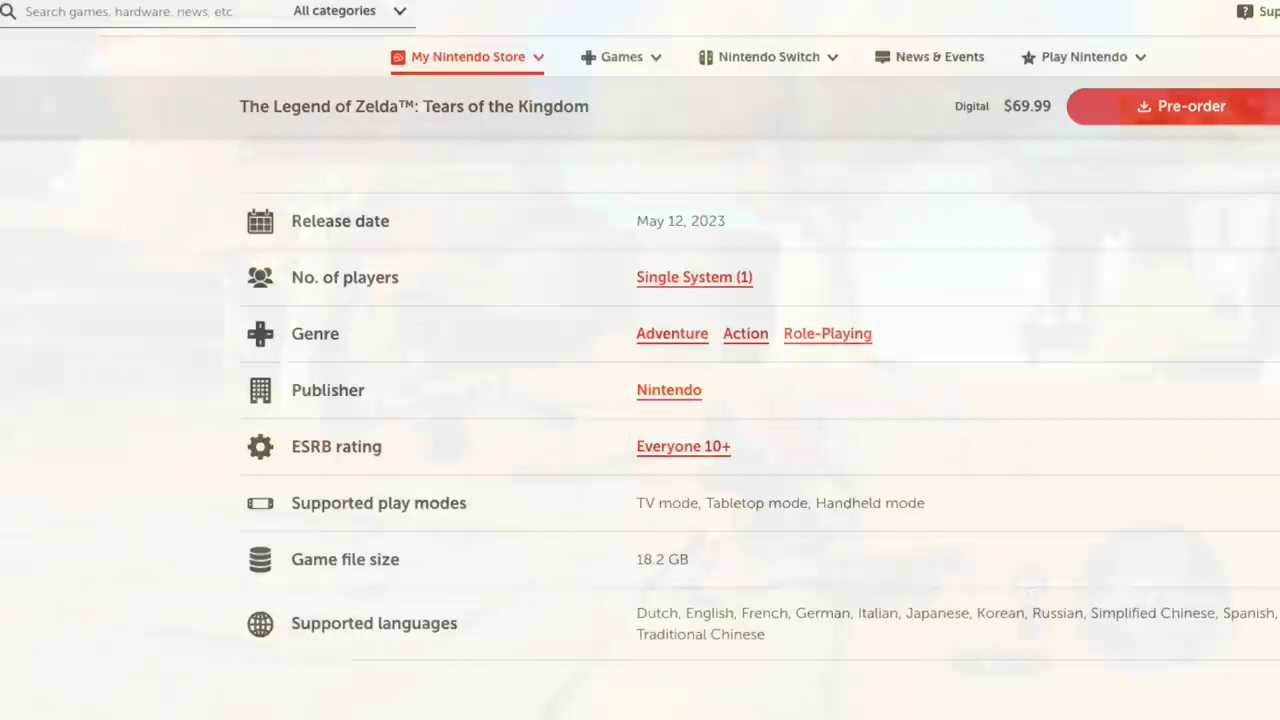 Search games, hardware, news, etc
All categories
My Nintendo Store
Games
Nintendo Switch
News & Events
Play Nintendo
The Legend of Zelda™: Tears of the Kingdom
Digital $69.99 Pre-order
Release date May 12, 2023
No. of players Single System (1)
Genre Adventure Action Role-Playing
Publisher Nintendo
ESRB rating Everyone 10+
Supported play modes TV mode, Tabletop mode, Handheld mode
Game file size 18.2 GB
Supported languages Dutch, English, French, German, Italian, Japanese, Korean, Russian, Simplified Chinese, Spanish,
Traditional Chinese